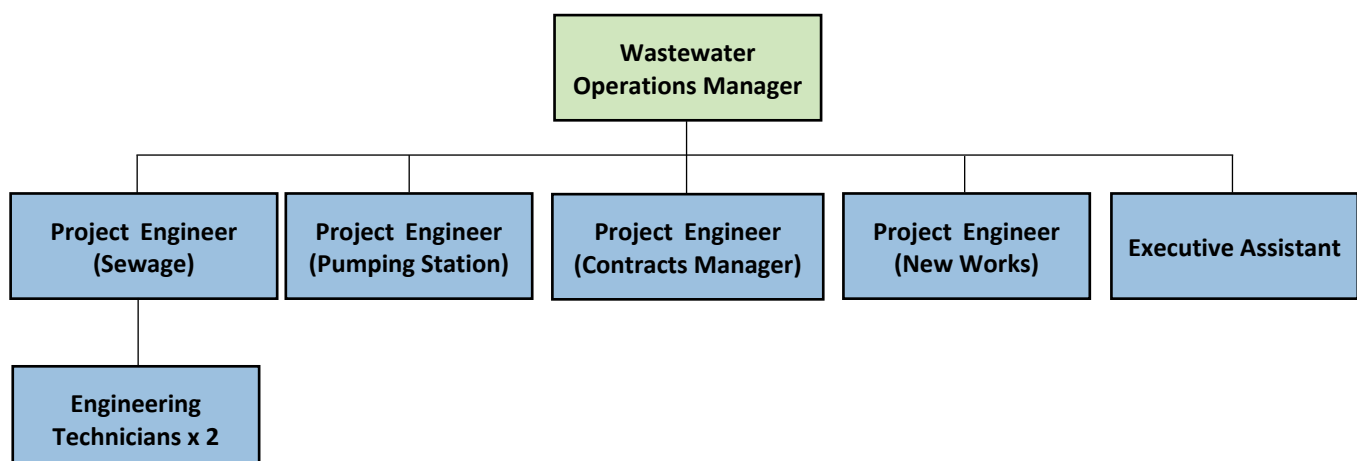 Wastewater
Operations Manager
Project Engineer
(Sewage)
Project Engineer
(Pumping Station)
Project Engineer
(Contracts Manager)
Project Engineer
(New Works)
Executive Assistant
Engineering
Technicians x 2